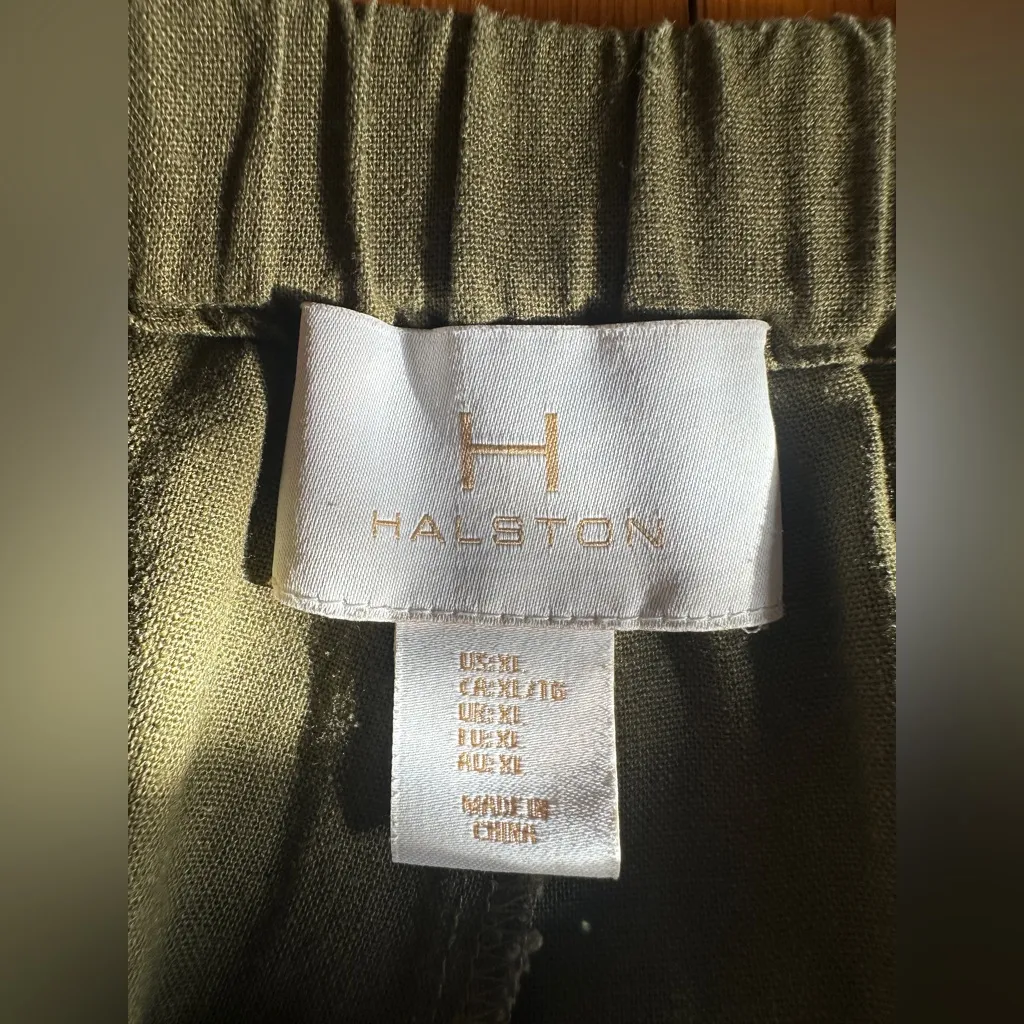 H
HALSTON
US: XL
CA: XL/16
UK: XL
EU: XL
AU: XL
MADE IN
CHINA